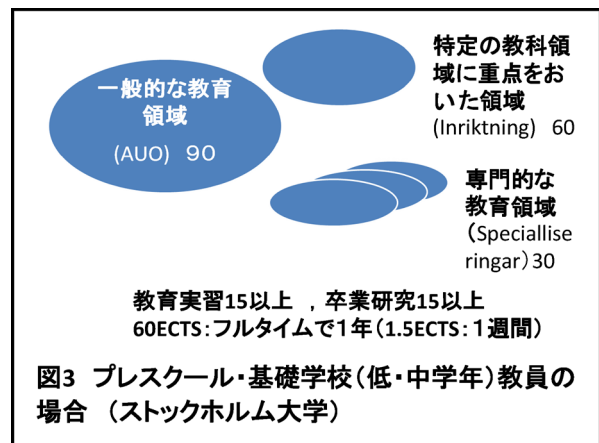 一般的な教育
領域
(AUO) 90
特定の教科領
域に重点をお
いた領域
(Inriktning) 60
専門的な
教育領域
(Speciallise
ringar)30
教育実習15以上 ，卒業研究15以上
60ECTS：フルタイムで１年（1.5ECTS：１週間）
図3 プレスクール・基礎学校（低・中学年）教員の
場合 （ストックホルム大学）